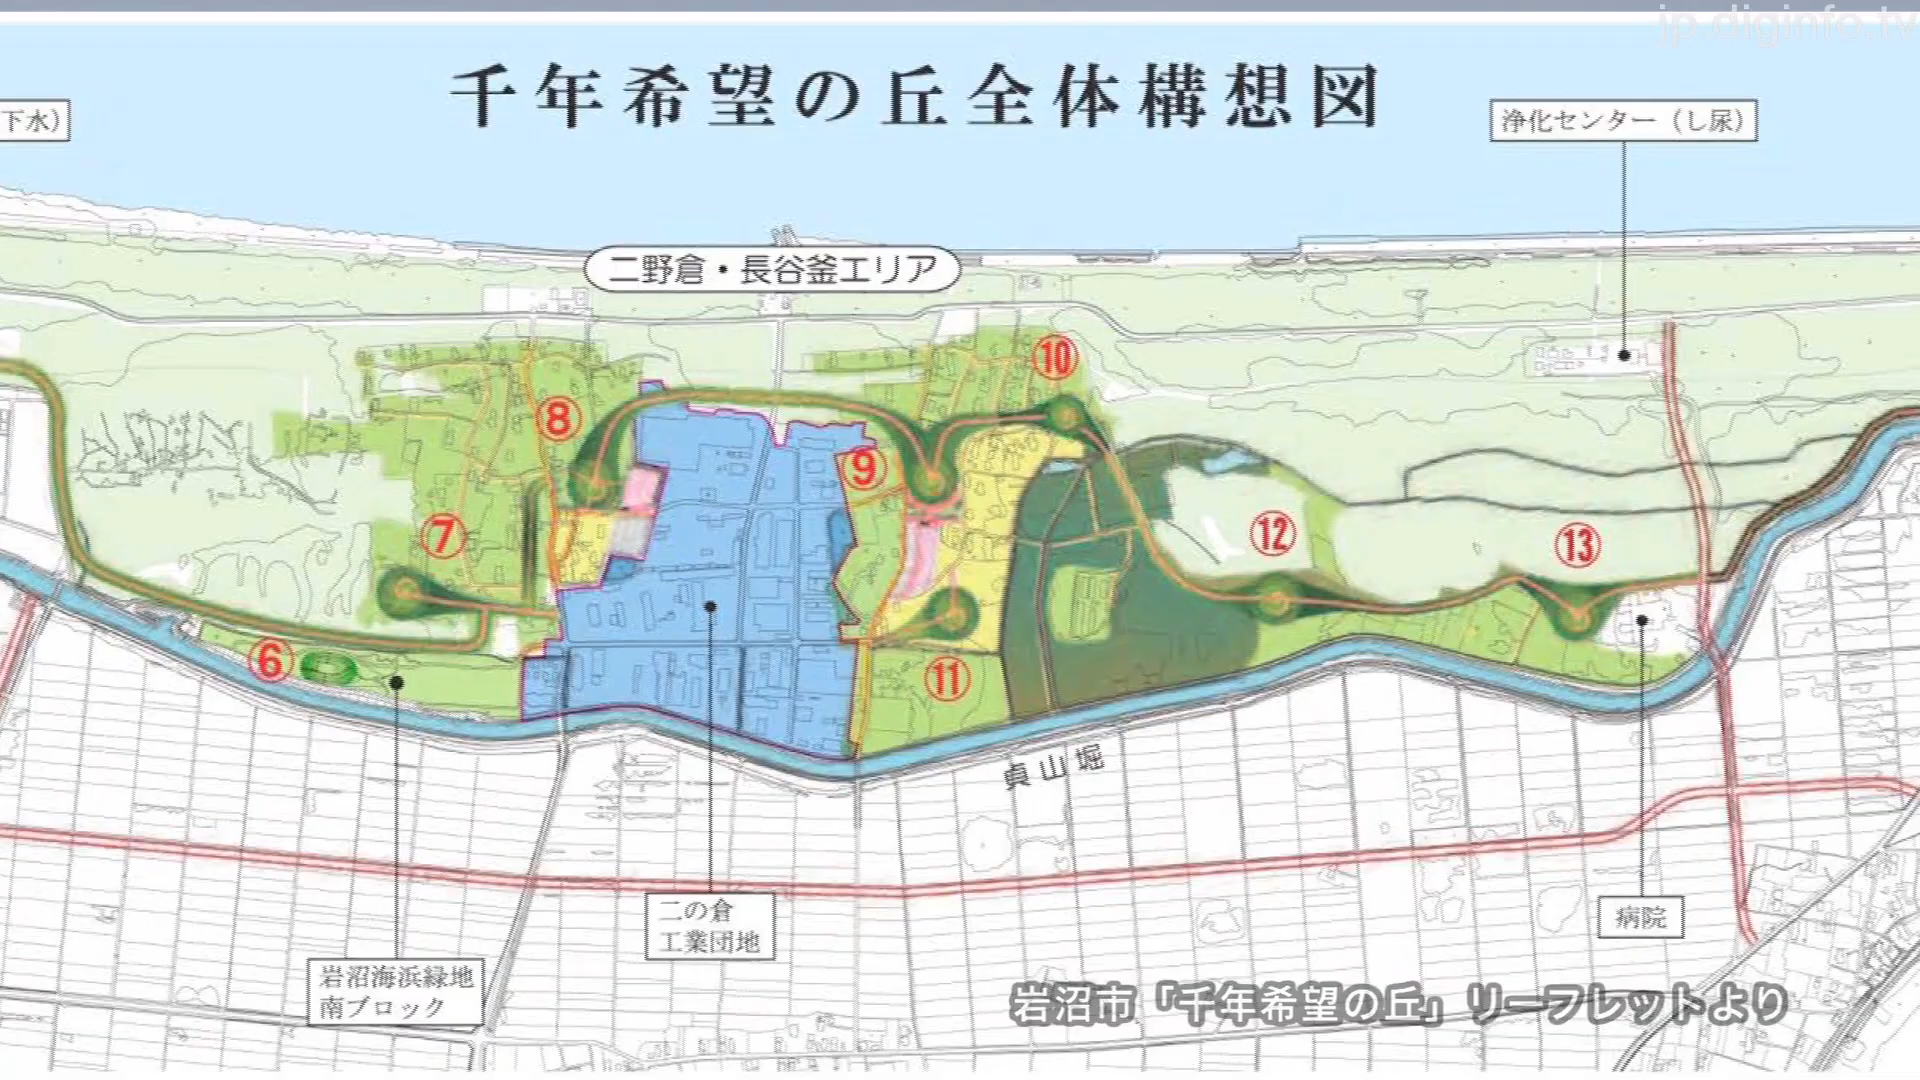 jp.diginfo.tv
千年希望の丘全体構想図
下水）
浄化センター（し尿）
二野倉・長谷釜エリア
⑩
⑧
⑨
⑦
⑫
⑬
⑥
⑪
貞山堀
二の倉
工業団地
病院
岩沼海浜緑地
南ブロック
岩沼市「千年希望の丘」リーフレットより